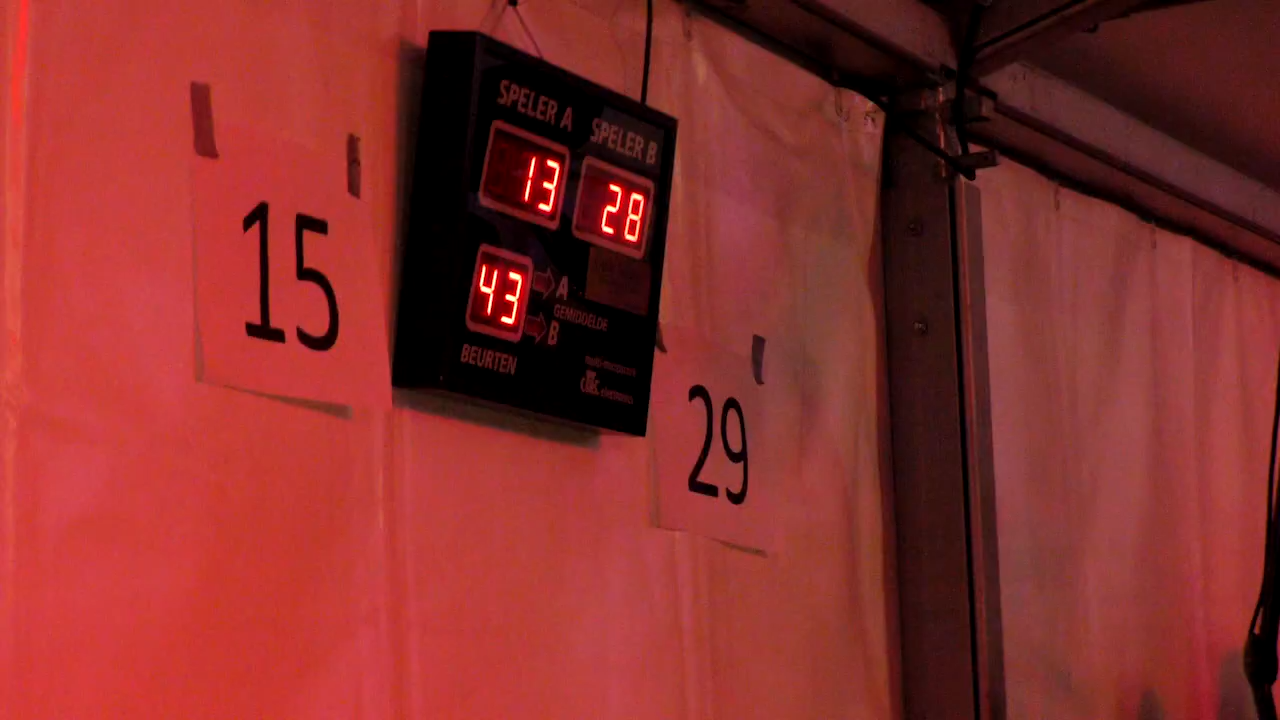 SPELER A
SPELER B
13
28
43
A
GEMIDDELDE
B
BEURTEN
15
29